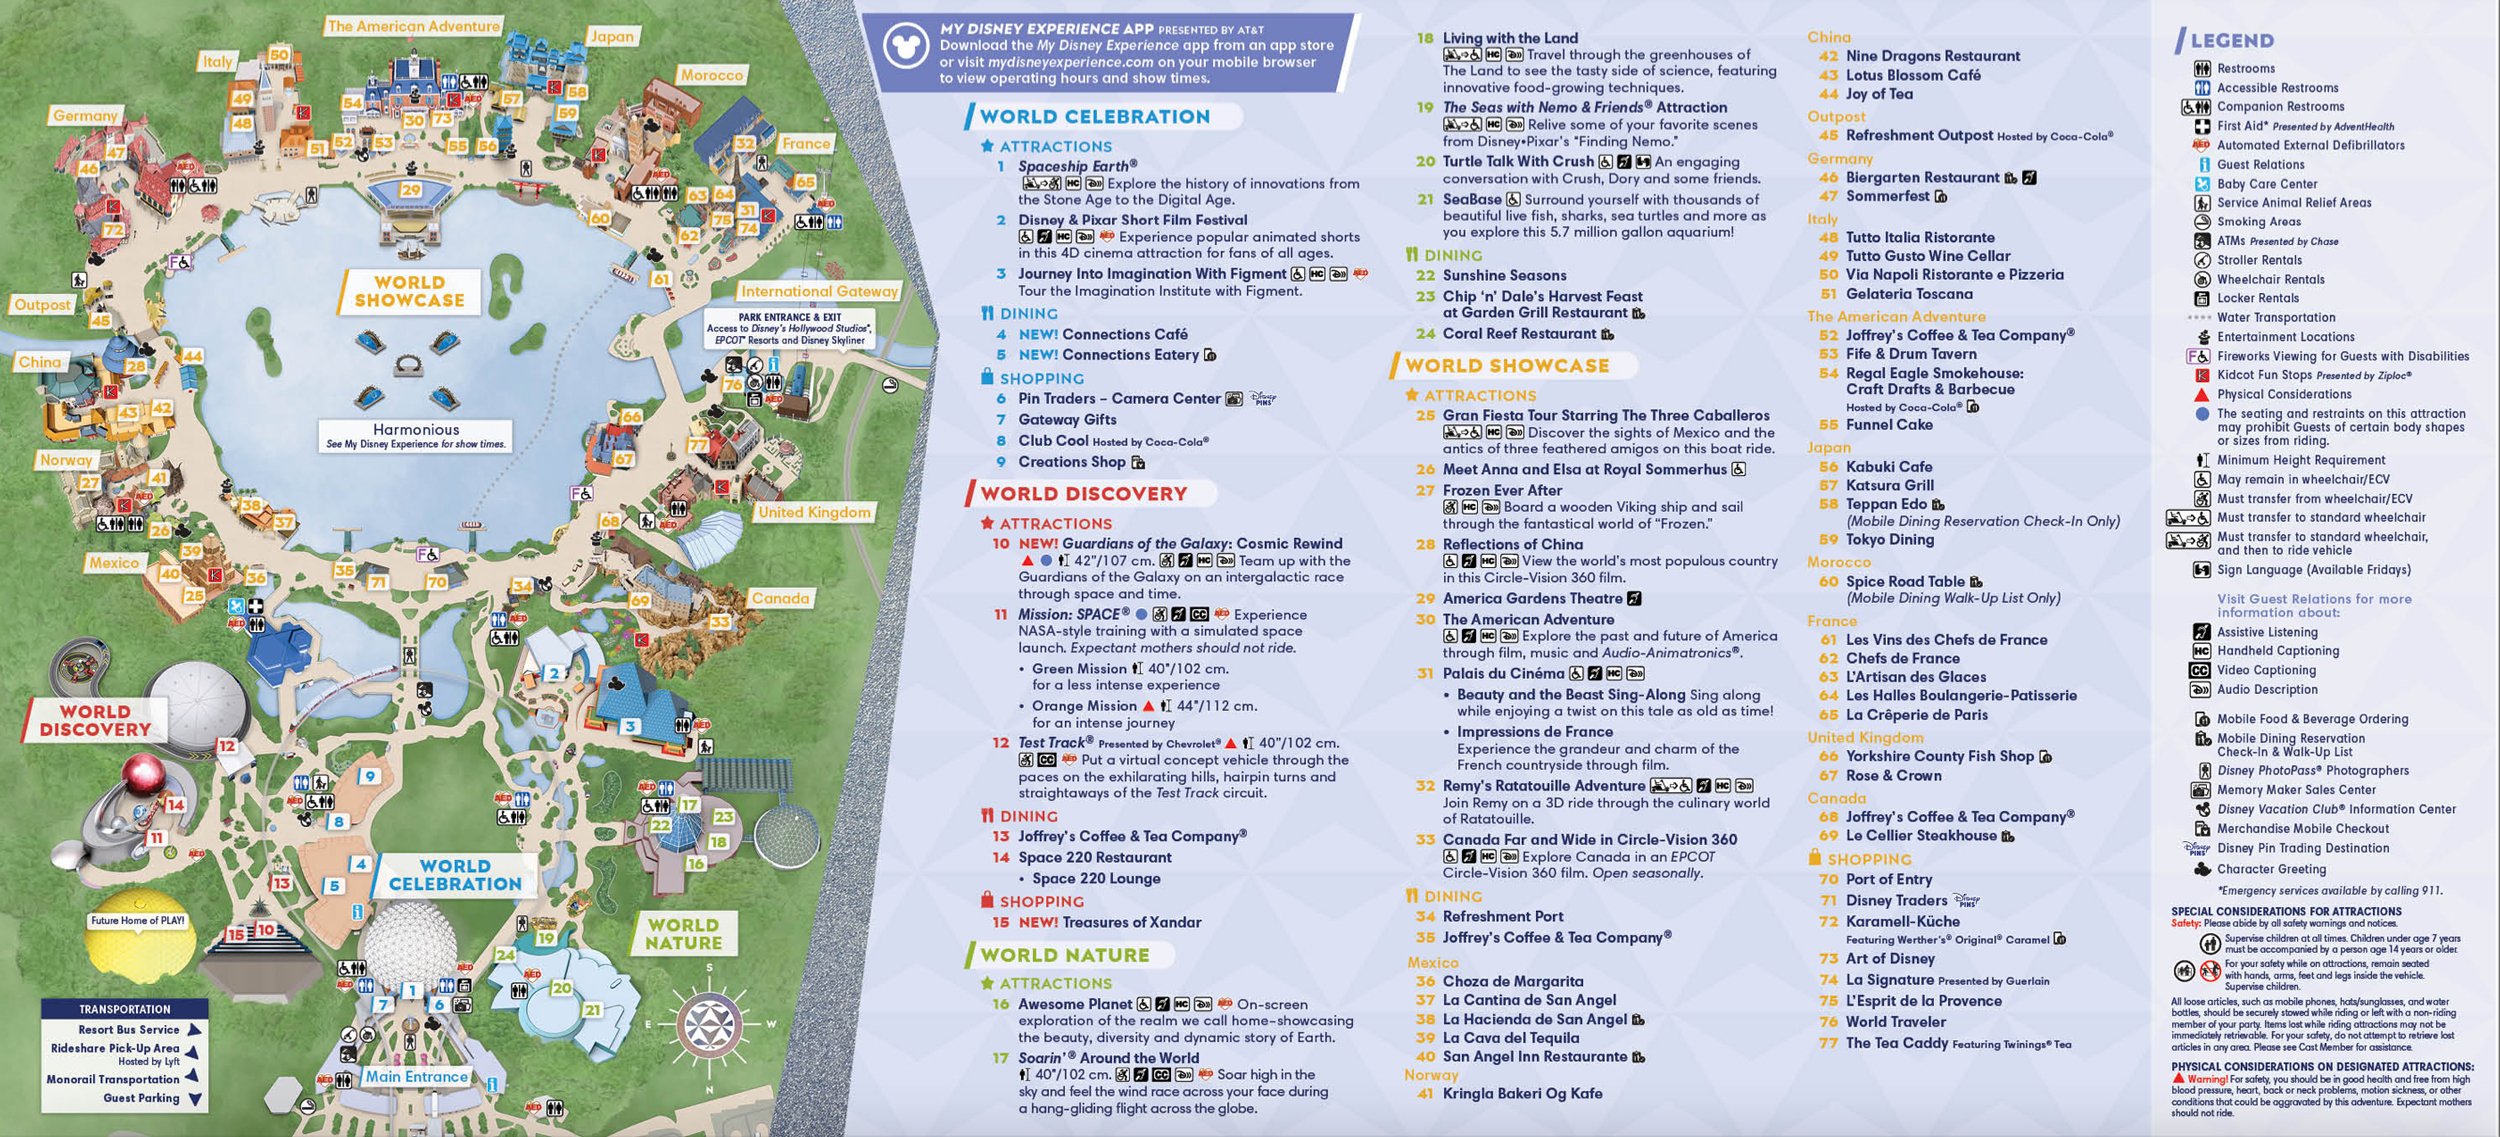 The American Adventure
Japan
Italy
Morocco
Germany
France
Outpost
China
Norway
Mexico
WORLD
SHOWCASE
International Gateway
PARK ENTRANCE & EXIT
Access to Disney's Hollywood Studios®,
EPCOT® Resorts and Disney Skyliner
Harmonious
See My Disney Experience for show times.
United Kingdom
Canada
WORLD
DISCOVERY
WORLD
CELEBRATION
WORLD
NATURE
Future Home of PLAY!
Main Entrance
S
E
W
N
TRANSPORTATION
Resort Bus Service
Rideshare Pick-Up Area
Hosted by Lyft
Monorail Transportation
Guest Parking
MY DISNEY EXPERIENCE APP PRESENTED BY AT&T
Download the My Disney Experience app from an app store
or visit mydisneyexperience.com on your mobile browser
to view operating hours and show times.
WORLD CELEBRATION
ATTRACTIONS
1 Spaceship Earth®
HC Explore the history of innovations from
the Stone Age to the Digital Age.
2 Disney & Pixar Short Film Festival
HC AED Experience popular animated shorts
in this 4D cinema attraction for fans of all ages.
3 Journey Into Imagination With Figment HC AED
Tour the Imagination Institute with Figment.
DINING
4 NEW! Connections Café
5 NEW! Connections Eatery
SHOPPING
6 Pin Traders – Camera Center Disney PINS
7 Gateway Gifts
8 Club Cool Hosted by Coca-Cola®
9 Creations Shop
WORLD DISCOVERY
ATTRACTIONS
10 NEW! Guardians of the Galaxy: Cosmic Rewind
42"/107 cm. HC Team up with the
Guardians of the Galaxy on an intergalactic race
through space and time.
11 Mission: SPACE® CC AED Experience
NASA-style training with a simulated space
launch. Expectant mothers should not ride.
• Green Mission 40"/102 cm.
for a less intense experience
• Orange Mission 44"/112 cm.
for an intense journey
12 Test Track® Presented by Chevrolet® 40"/102 cm.
CC AED Put a virtual concept vehicle through the
paces on the exhilarating hills, hairpin turns and
straightaways of the Test Track circuit.
DINING
13 Joffrey's Coffee & Tea Company®
14 Space 220 Restaurant
• Space 220 Lounge
SHOPPING
15 NEW! Treasures of Xandar
WORLD NATURE
ATTRACTIONS
16 Awesome Planet HC AED On-screen
exploration of the realm we call home–showcasing
the beauty, diversity and dynamic story of Earth.
17 Soarin'® Around the World
40"/102 cm. CC AED Soar high in the
sky and feel the wind race across your face during
a hang-gliding flight across the globe.
18 Living with the Land
HC Travel through the greenhouses of
The Land to see the tasty side of science, featuring
innovative food-growing techniques.
19 The Seas with Nemo & Friends® Attraction
HC Relive some of your favorite scenes
from Disney•Pixar's "Finding Nemo."
20 Turtle Talk With Crush An engaging
conversation with Crush, Dory and some friends.
21 SeaBase Surround yourself with thousands of
beautiful live fish, sharks, sea turtles and more as
you explore this 5.7 million gallon aquarium!
DINING
22 Sunshine Seasons
23 Chip 'n' Dale's Harvest Feast
at Garden Grill Restaurant
24 Coral Reef Restaurant
WORLD SHOWCASE
ATTRACTIONS
25 Gran Fiesta Tour Starring The Three Caballeros
HC Discover the sights of Mexico and the
antics of three feathered amigos on this boat ride.
26 Meet Anna and Elsa at Royal Sommerhus
27 Frozen Ever After
HC Board a wooden Viking ship and sail
through the fantastical world of "Frozen."
28 Reflections of China
HC View the world's most populous country
in this Circle-Vision 360 film.
29 America Gardens Theatre
30 The American Adventure
HC Explore the past and future of America
through film, music and Audio-Animatronics®.
31 Palais du Cinéma HC
• Beauty and the Beast Sing-Along Sing along
while enjoying a twist on this tale as old as time!
• Impressions de France
Experience the grandeur and charm of the
French countryside through film.
32 Remy's Ratatouille Adventure HC
Join Remy on a 3D ride through the culinary world
of Ratatouille.
33 Canada Far and Wide in Circle-Vision 360
HC Explore Canada in an EPCOT
Circle-Vision 360 film. Open seasonally.
DINING
34 Refreshment Port
35 Joffrey's Coffee & Tea Company®
Mexico
36 Choza de Margarita
37 La Cantina de San Angel
38 La Hacienda de San Angel
39 La Cava del Tequila
40 San Angel Inn Restaurante
Norway
41 Kringla Bakeri Og Kafe
China
42 Nine Dragons Restaurant
43 Lotus Blossom Café
44 Joy of Tea
Outpost
45 Refreshment Outpost Hosted by Coca-Cola®
Germany
46 Biergarten Restaurant
47 Sommerfest
Italy
48 Tutto Italia Ristorante
49 Tutto Gusto Wine Cellar
50 Via Napoli Ristorante e Pizzeria
51 Gelateria Toscana
The American Adventure
52 Joffrey's Coffee & Tea Company®
53 Fife & Drum Tavern
54 Regal Eagle Smokehouse:
Craft Drafts & Barbecue
Hosted by Coca-Cola®
55 Funnel Cake
Japan
56 Kabuki Cafe
57 Katsura Grill
58 Teppan Edo
(Mobile Dining Reservation Check-In Only)
59 Tokyo Dining
Morocco
60 Spice Road Table
(Mobile Dining Walk-Up List Only)
France
61 Les Vins des Chefs de France
62 Chefs de France
63 L'Artisan des Glaces
64 Les Halles Boulangerie-Patisserie
65 La Crêperie de Paris
United Kingdom
66 Yorkshire County Fish Shop
67 Rose & Crown
Canada
68 Joffrey's Coffee & Tea Company®
69 Le Cellier Steakhouse
SHOPPING
70 Port of Entry
71 Disney Traders Disney PINS
72 Karamell-Küche
Featuring Werther's® Original® Caramel
73 Art of Disney
74 La Signature Presented by Guerlain
75 L'Esprit de la Provence
76 World Traveler
77 The Tea Caddy Featuring Twinings® Tea
LEGEND
Restrooms
Accessible Restrooms
Companion Restrooms
First Aid* Presented by AdventHealth
AED Automated External Defibrillators
Guest Relations
Baby Care Center
Service Animal Relief Areas
Smoking Areas
ATMs Presented by Chase
Stroller Rentals
Wheelchair Rentals
Locker Rentals
Water Transportation
Entertainment Locations
F Fireworks Viewing for Guests with Disabilities
K Kidcot Fun Stops Presented by Ziploc®
Physical Considerations
The seating and restraints on this attraction
may prohibit Guests of certain body shapes
or sizes from riding.
Minimum Height Requirement
May remain in wheelchair/ECV
Must transfer from wheelchair/ECV
Must transfer to standard wheelchair
Must transfer to standard wheelchair,
and then to ride vehicle
Sign Language (Available Fridays)
Visit Guest Relations for more
information about:
Assistive Listening
HC Handheld Captioning
CC Video Captioning
Audio Description
Mobile Food & Beverage Ordering
Mobile Dining Reservation
Check-In & Walk-Up List
Disney PhotoPass® Photographers
Memory Maker Sales Center
Disney Vacation Club® Information Center
Merchandise Mobile Checkout
Disney PINS Disney Pin Trading Destination
Character Greeting
*Emergency services available by calling 911.
SPECIAL CONSIDERATIONS FOR ATTRACTIONS
Safety: Please abide by all safety warnings and notices.
Supervise children at all times. Children under age 7 years
must be accompanied by a person age 14 years or older.
For your safety while on attractions, remain seated
with hands, arms, feet and legs inside the vehicle.
Supervise children.
All loose articles, such as mobile phones, hats/sunglasses, and water
bottles, should be securely stowed while riding or left with a non-riding
member of your party. Items lost while riding attractions may not be
immediately retrievable. For your safety, do not attempt to retrieve lost
articles in any area. Please see Cast Member for assistance.
PHYSICAL CONSIDERATIONS ON DESIGNATED ATTRACTIONS:
Warning! For safety, you should be in good health and free from high
blood pressure, heart, back or neck problems, motion sickness, or other
conditions that could be aggravated by this adventure. Expectant mothers
should not ride.